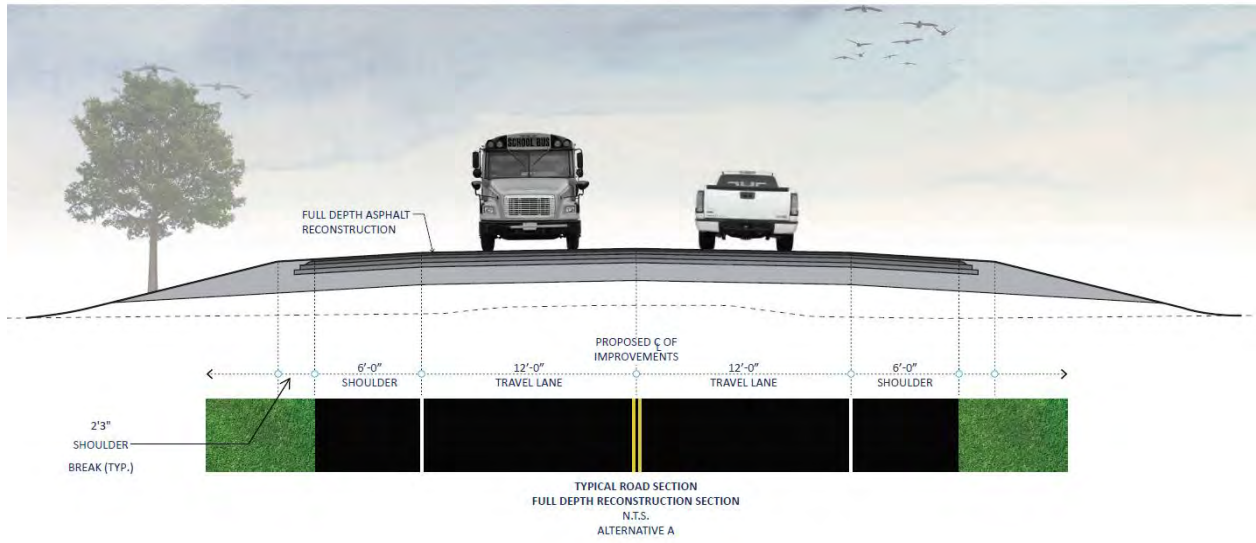 SCHOOL BUS
FULL DEPTH ASPHALT
RECONSTRUCTION
PROPOSED ℄ OF
IMPROVEMENTS
6'-0"
SHOULDER
12'-0"
TRAVEL LANE
12'-0"
TRAVEL LANE
6'-0"
SHOULDER
2'3"
SHOULDER
BREAK (TYP.)
TYPICAL ROAD SECTION
FULL DEPTH RECONSTRUCTION SECTION
N.T.S.
ALTERNATIVE A